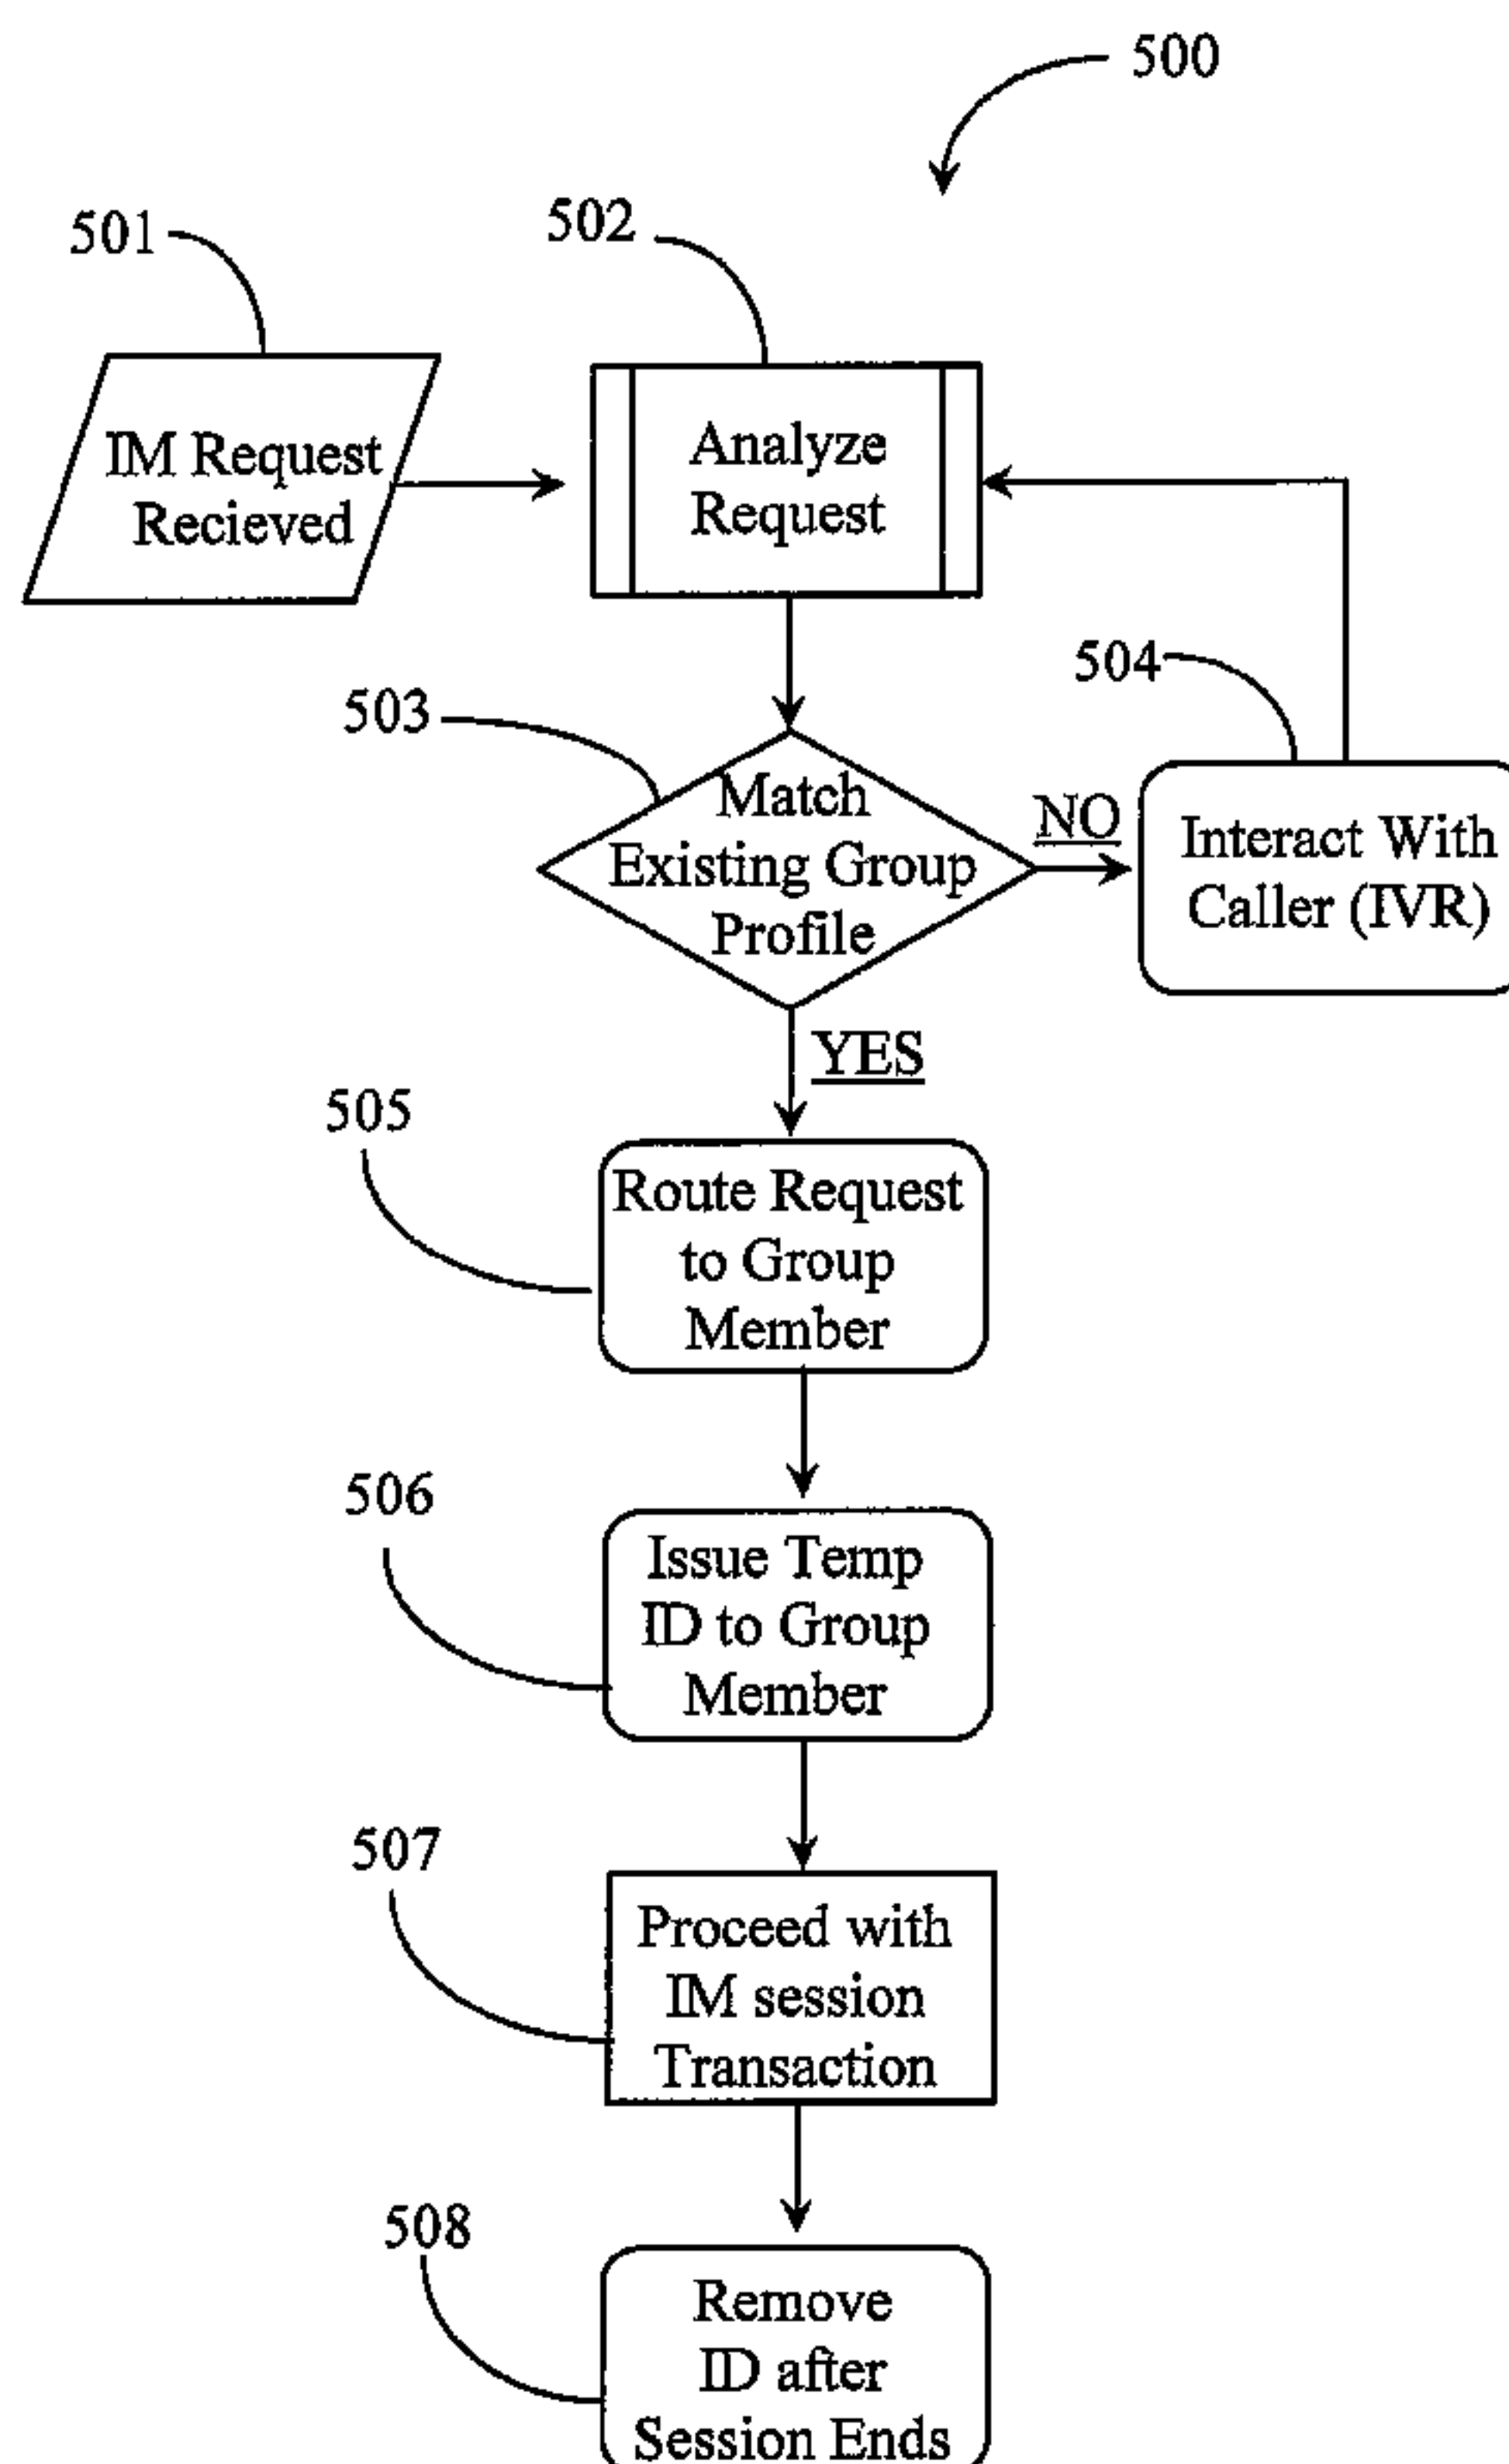 500
501
502
IM Request
Recieved
Analyze
Request
503
504
Match
Existing Group
Profile
NO
Interact With
Caller (IVR)
YES
505
Route Request
to Group
Member
506
Issue Temp
ID to Group
Member
507
Proceed with
IM session
Transaction
508
Remove
ID after
Session Ends